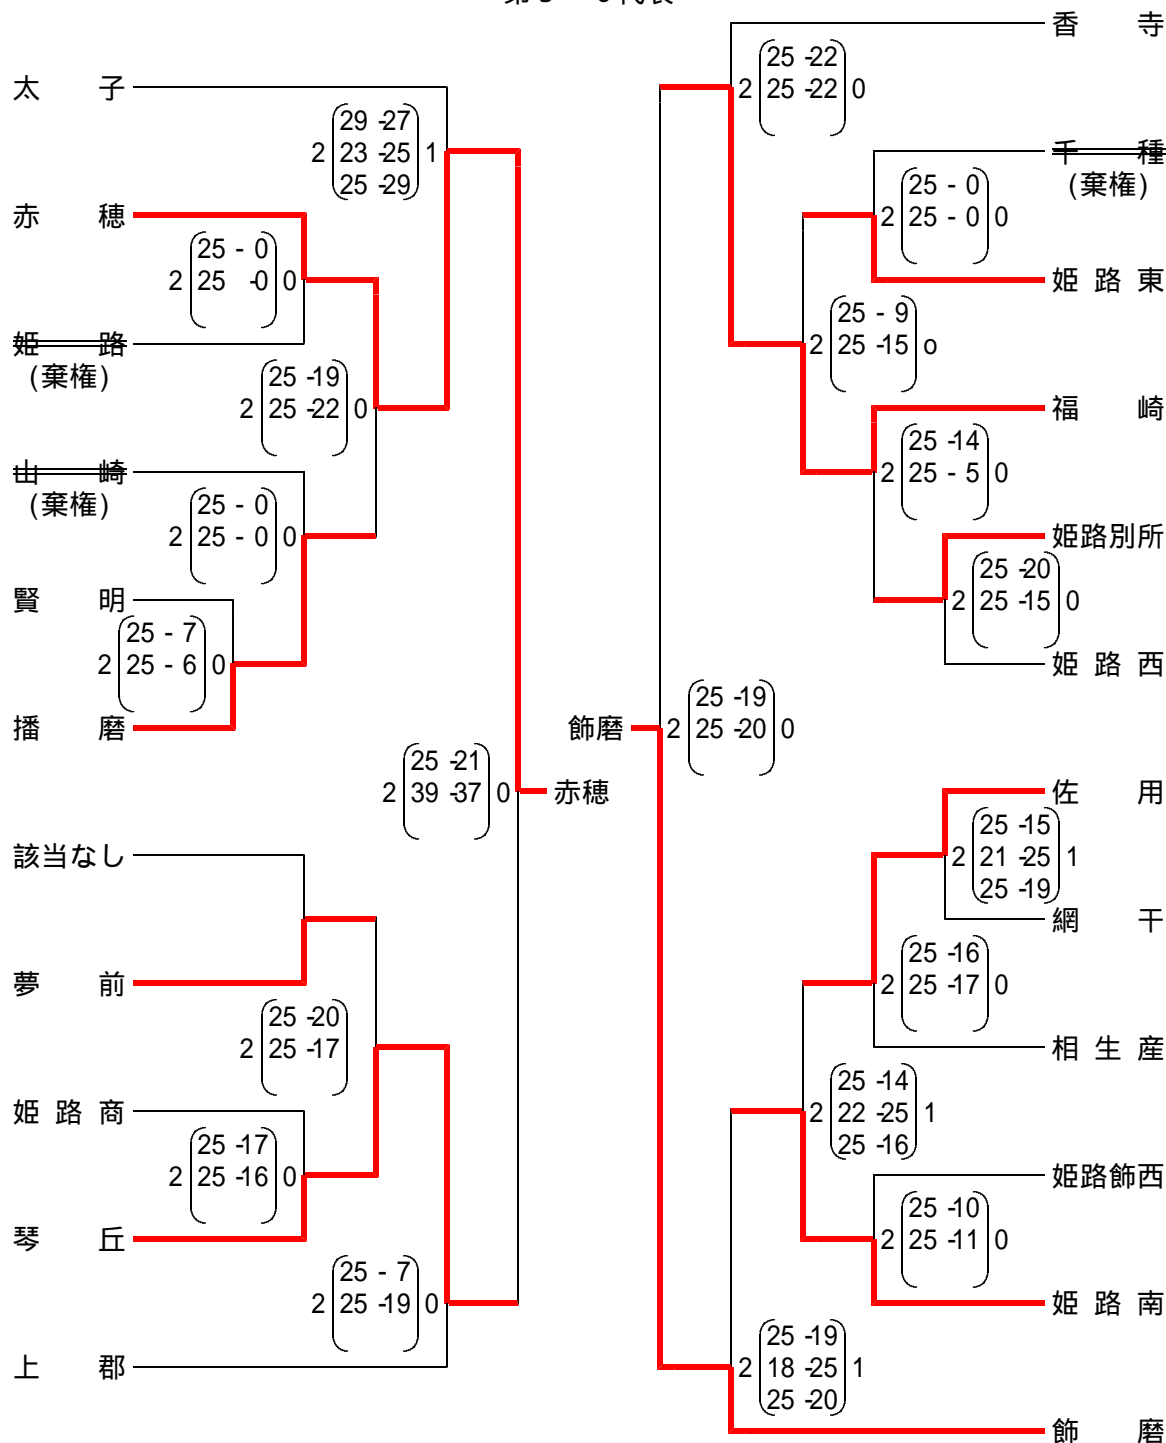 太 子
29 -27
2 23 -25 1
25 -29
赤 穂
25 - 0
2 25 -0 0
姫 路
(棄権)
25 -19
2 25 -22 0
山 崎
(棄権)
25 - 0
2 25 - 0 0
賢 明
25 - 7
2 25 - 6 0
播 磨
25 -21
2 39 -37 0
赤穂
該当なし
夢 前
25 -20
2 25 -17
姫 路 商
25 -17
2 25 -16 0
琴 丘
25 - 7
2 25 -19 0
上 郡
香 寺
25 -22
2 25 -22 0
千 種
(棄権)
25 - 0
2 25 - 0 0
姫 路 東
25 - 9
2 25 -15 o
福 崎
25 -14
2 25 - 5 0
姫路別所
25 -20
2 25 -15 0
姫 路 西
飾磨
25 -19
2 25 -20 0
佐 用
25 -15
2 21 -25 1
25 -19
網 干
25 -16
2 25 -17 0
相 生 産
25 -14
2 22 -25 1
25 -16
姫路飾西
25 -10
2 25 -11 0
姫 路 南
25 -19
2 18 -25 1
25 -20
飾 磨